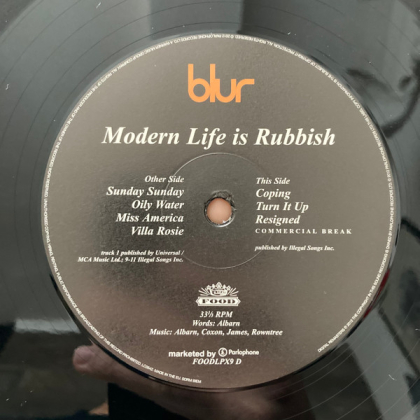 blur
Modern Life is Rubbish
Other Side
Sunday Sunday
Oily Water
Miss America
Villa Rosie
track 1 published by Universal /
MCA Music Ltd.; 9-11 Illegal Songs Inc.
This Side
Coping
Turn It Up
Resigned
COMMERCIAL BREAK
published by Illegal Songs Inc.
FOOD
33⅓ RPM
Words: Albarn
Music: Albarn, Coxon, James, Rowntree
marketed by Parlophone
FOODLPX9 D